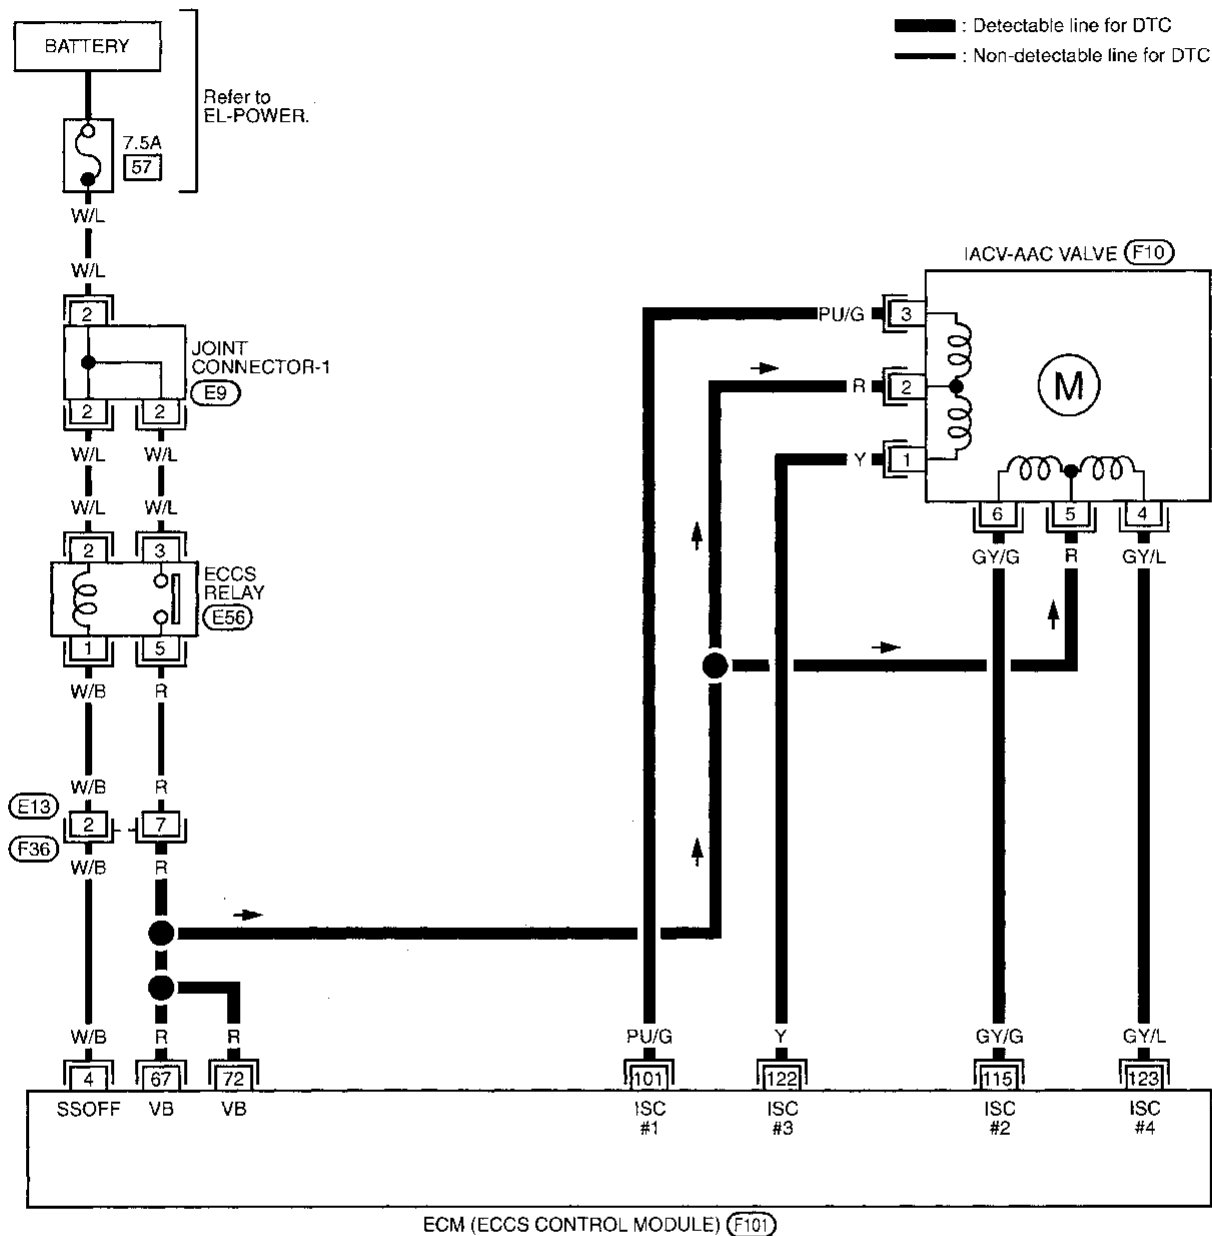 : Detectable line for DTC
: Non-detectable line for DTC
BATTERY
Refer to
EL-POWER.
7.5A
57
W/L
W/L
2
JOINT
CONNECTOR-1
E9
2 2
W/L W/L
W/L W/L
2 3
ECCS
RELAY
E56
1 5
W/B R
W/B R
E13
2 7
F36
W/B R
IACV-AAC VALVE F10
PU/G 3
R 2
M
Y 1
6 5 4
GY/G R GY/L
W/B R R PU/G Y GY/G GY/L
4 67 72 101 122 115 123
SSOFF VB VB ISC ISC ISC ISC
#1 #3 #2 #4
ECM (ECCS CONTROL MODULE) F101